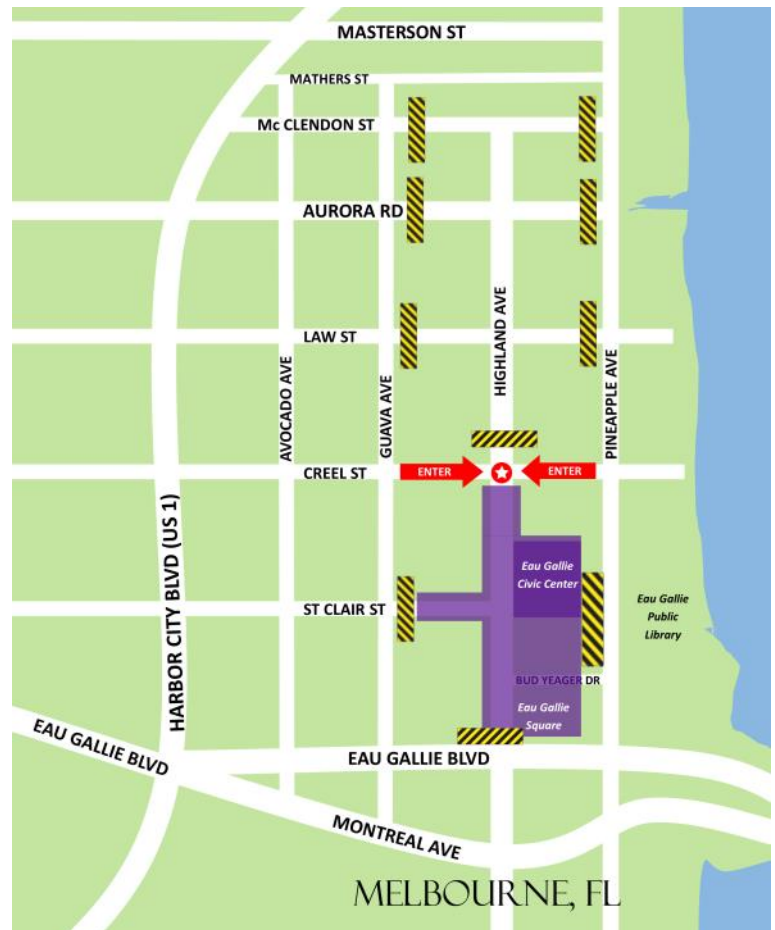 MASTERSON ST
MATHERS ST
Mc CLENDON ST
AURORA RD
HIGHLAND AVE
LAW ST
AVOCADO AVE
GUAVA AVE
PINEAPPLE AVE
CREEL ST
ENTER
ENTER
HARBOR CITY BLVD (US 1)
Eau Gallie
Civic Center
ST CLAIR ST
Eau Gallie
Public
Library
BUD YEAGER DR
Eau Gallie
Square
EAU GALLIE BLVD
EAU GALLIE BLVD
MONTREAL AVE
MELBOURNE, FL